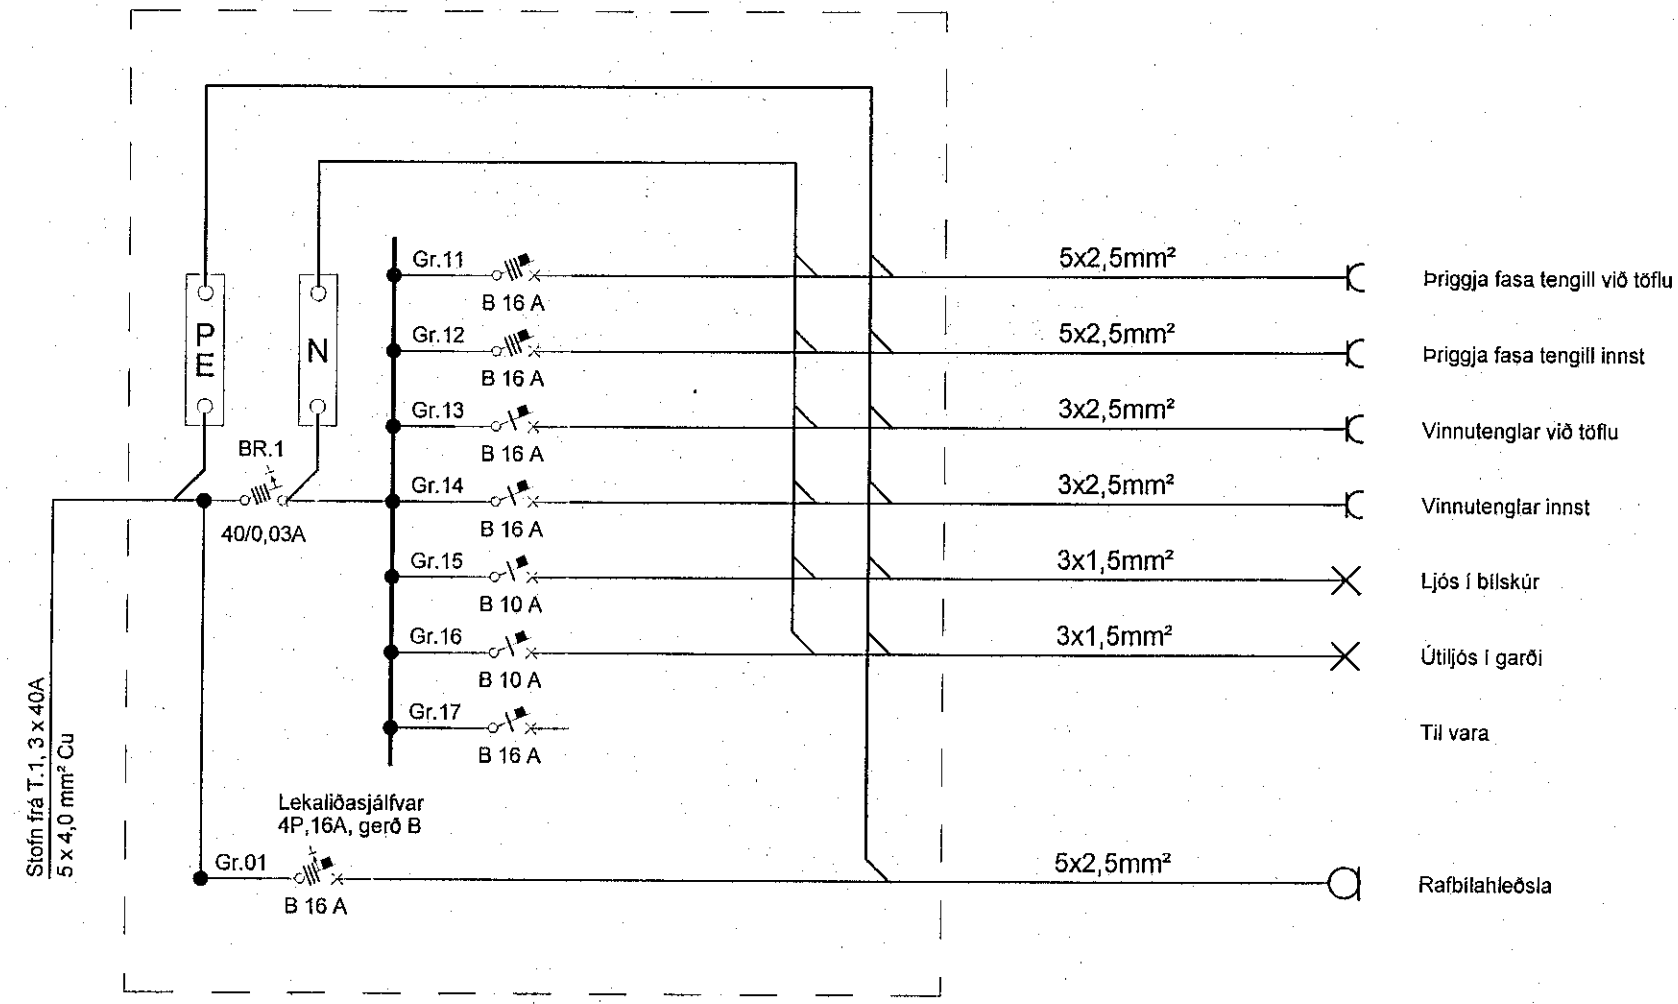 Gr.11
B 16 A
5x2,5mm²
Þriggja fasa tengill við töflu
Gr.12
B 16 A
5x2,5mm²
Þriggja fasa tengill innst
PE
N
Gr.13
B 16 A
3x2,5mm²
Vinnutenglar við töflu
BR.1
40/0,03A
Gr.14
B 16 A
3x2,5mm²
Vinnutenglar innst
Gr.15
B 10 A
3x1,5mm²
Ljós í bílskúr
Gr.16
B 10 A
3x1,5mm²
Útiljós í garði
Gr.17
B 16 A
Til vara
Stofn frá T.1, 3 x 40A
5 x 4,0 mm² Cu
Lekaliðasjálfvar
4P,16A, gerð B
Gr.01
B 16 A
5x2,5mm²
Rafbílahleðsla